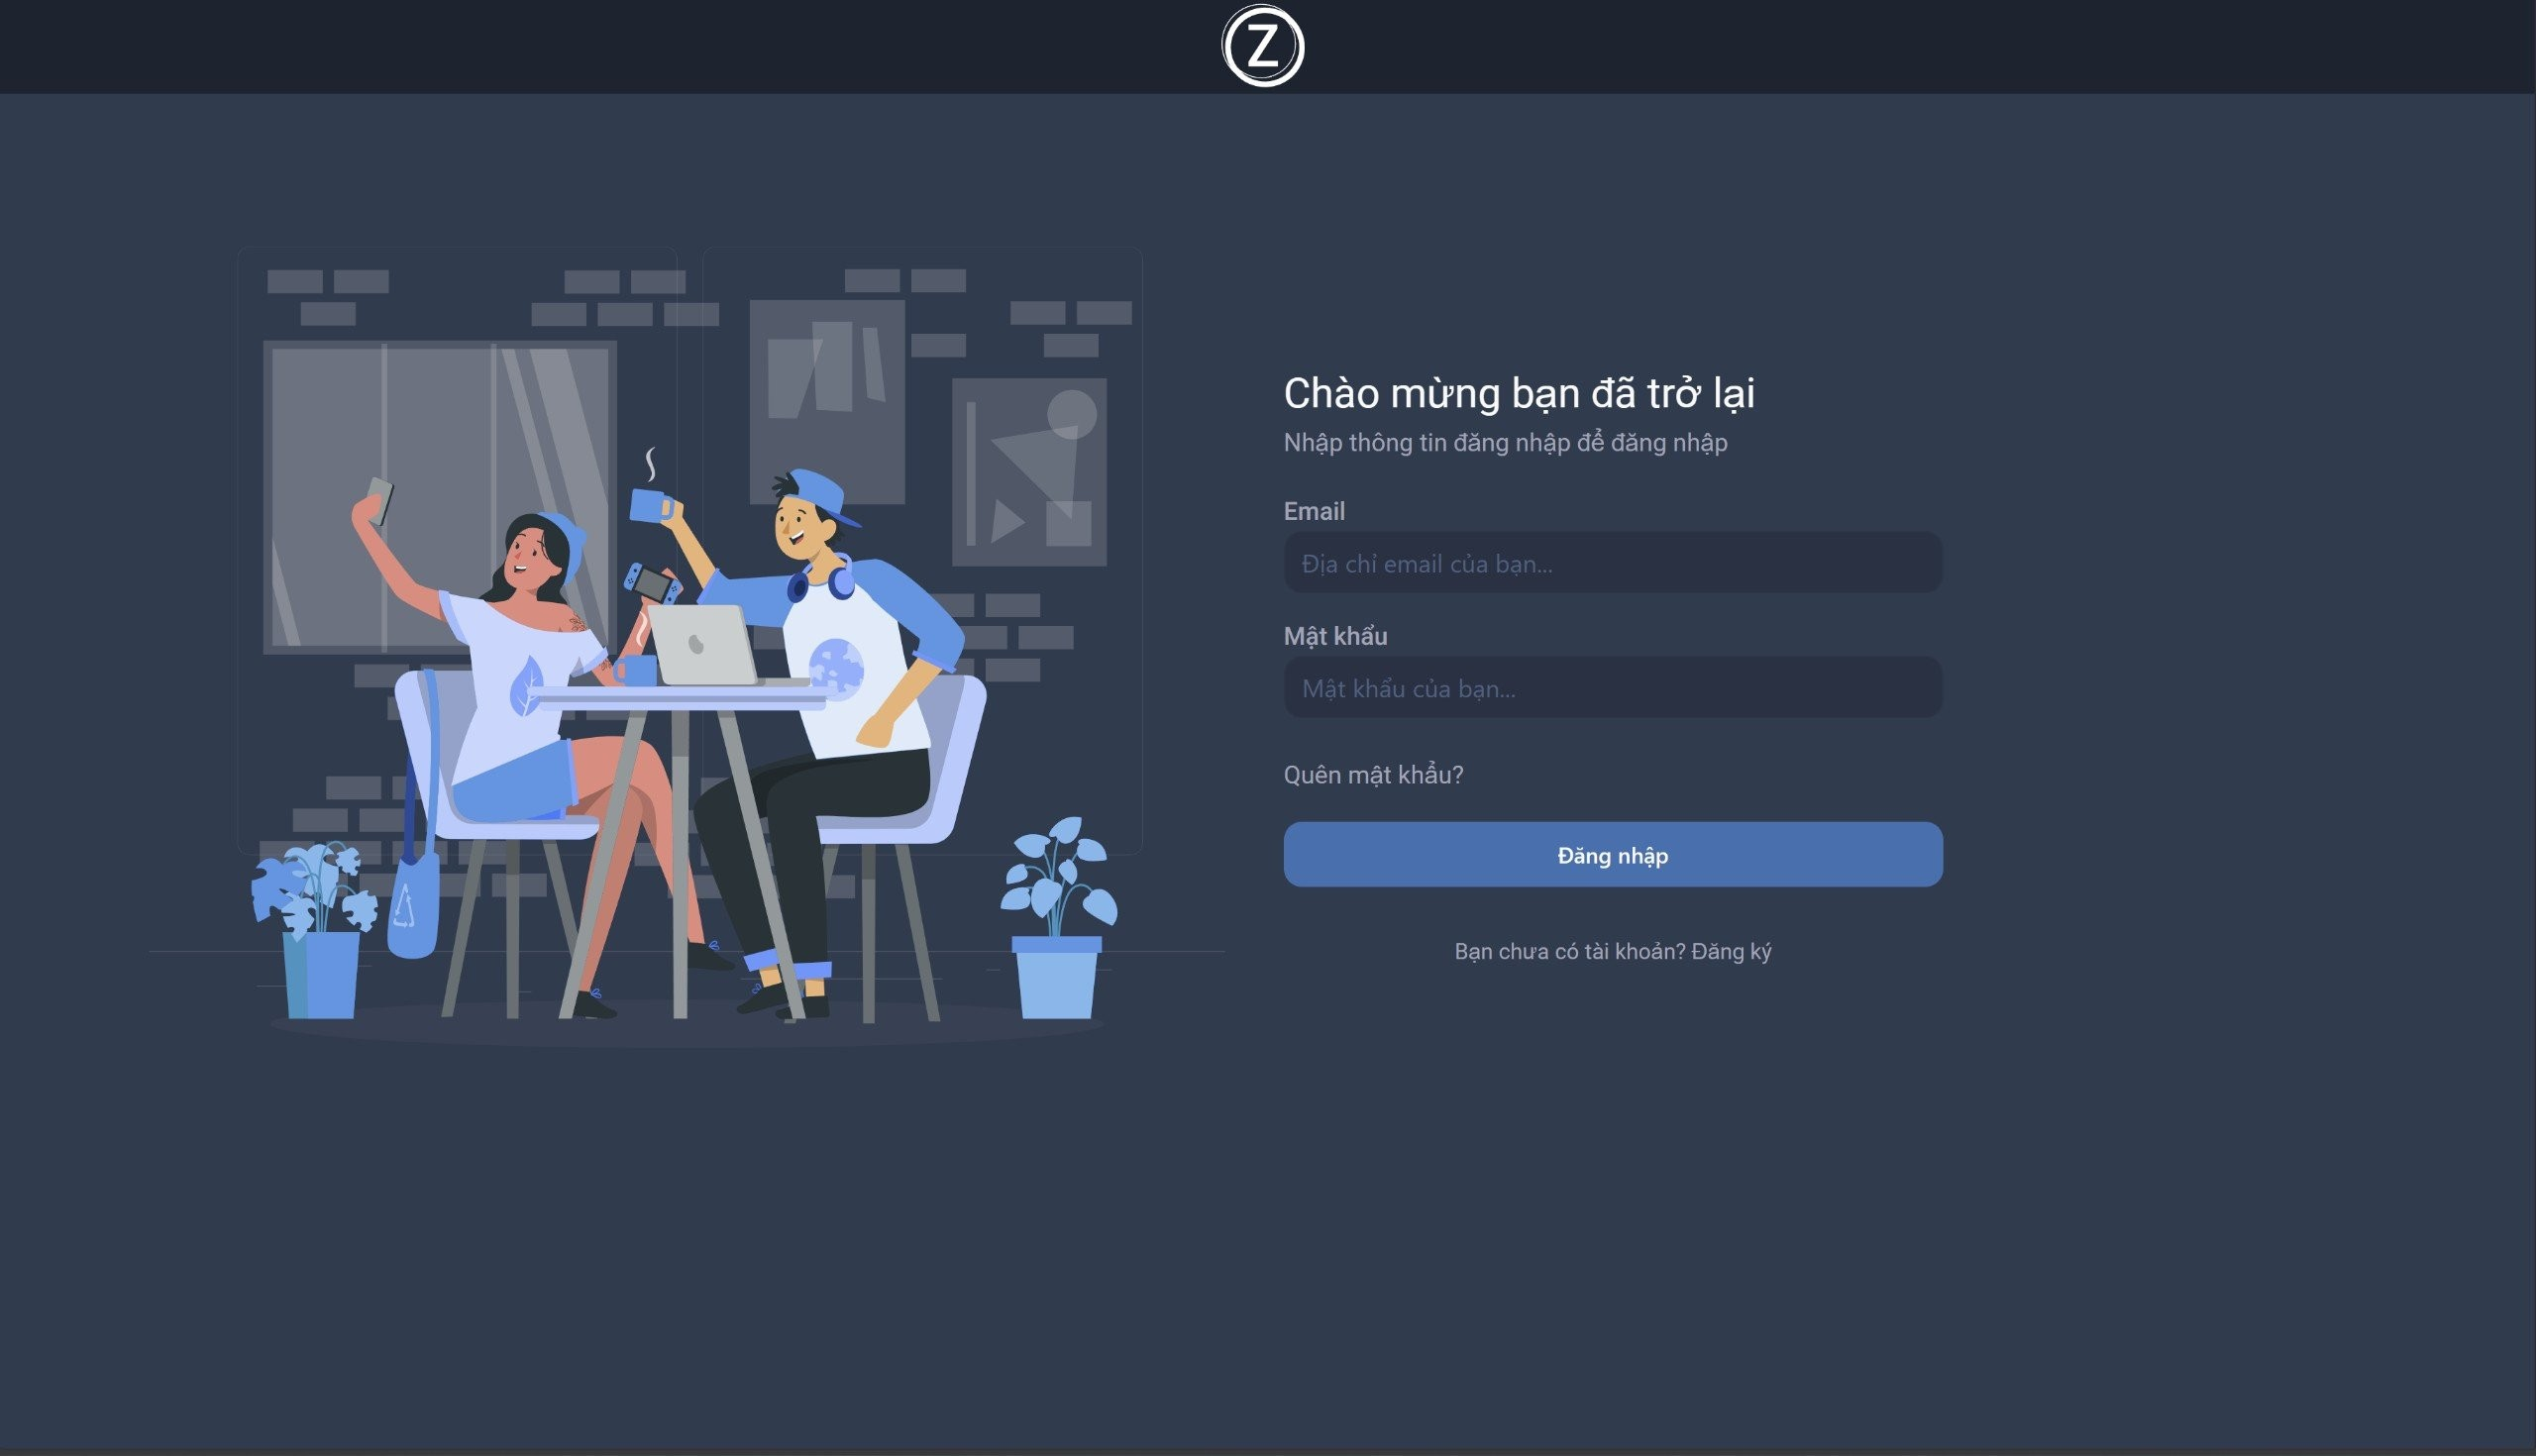 Z
Chào mừng bạn đã trở lại
Nhập thông tin đăng nhập để đăng nhập
Email
Địa chỉ email của bạn...
Mật khẩu
Mật khẩu của bạn...
Quên mật khẩu?
Đăng nhập
Bạn chưa có tài khoản? Đăng ký